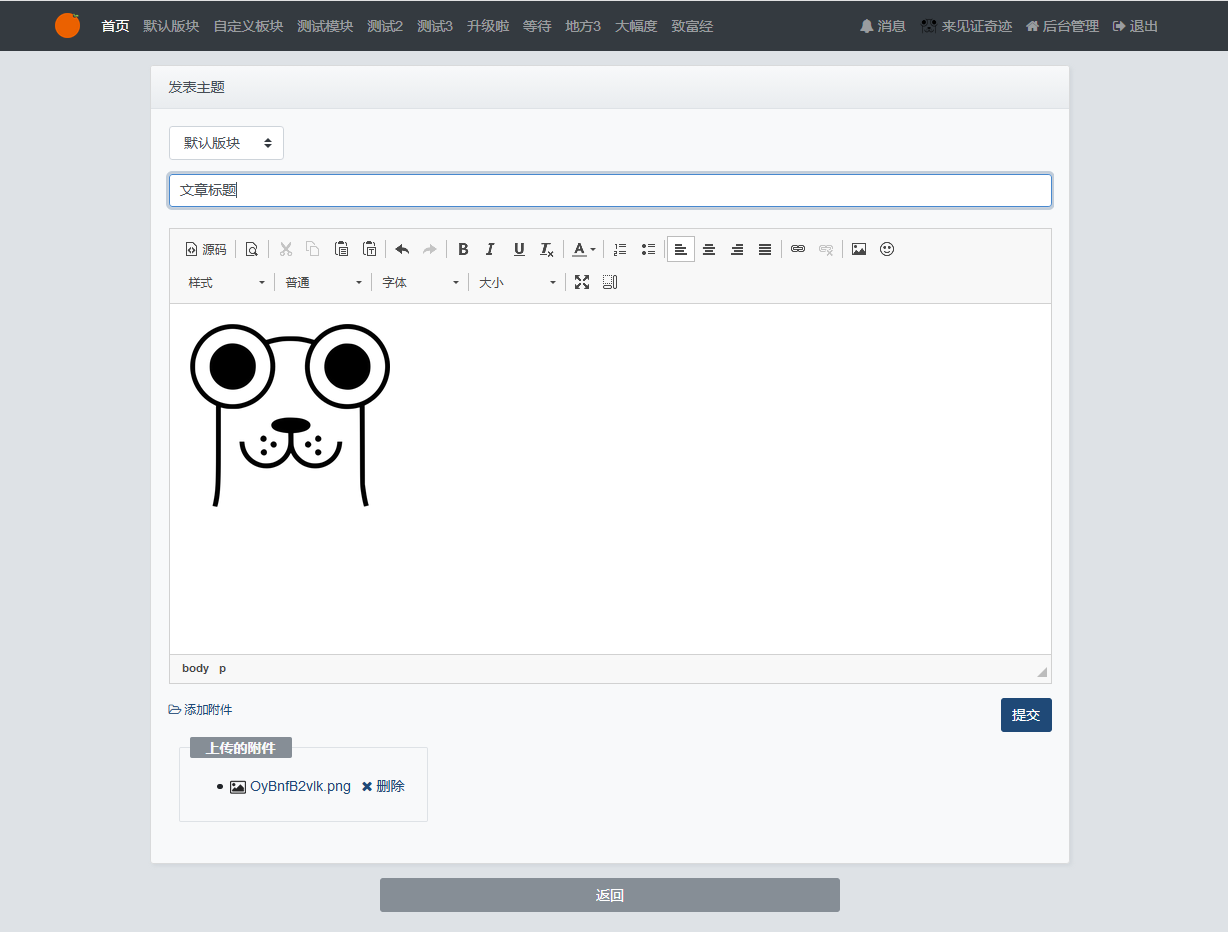 首页 默认版块 自定义板块 测试模块 测试2 测试3 升级啦 等待 地方3 大幅度 致富经 消息 来见证奇迹 后台管理 退出
发表主题
默认版块
文章标题
源码
样式 普通 字体 大小
body p
添加附件 提交
上传的附件
OyBnfB2vlk.png 删除
返回